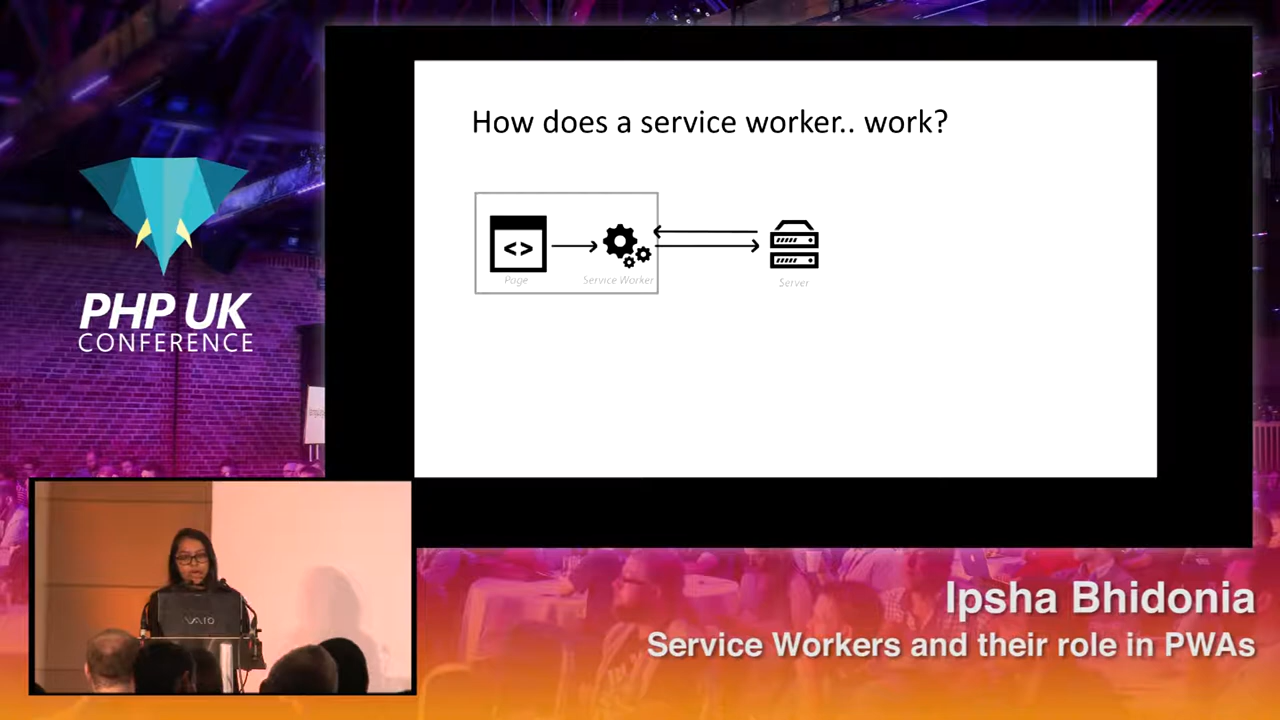 How does a service worker.. work?
<>
Page
Service Worker
Server
PHP UK
CONFERENCE
VAIO
Ipsha Bhidonia
Service Workers and their role in PWAs